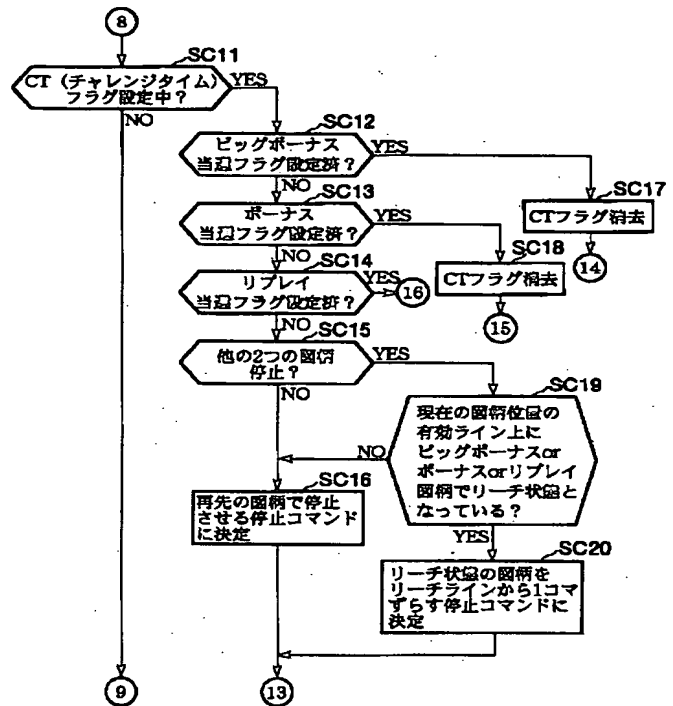 8
SC11
CT (チャレンジタイム)
フラグ設定中?
YES
NO
SC12
ビッグボーナス
当選フラグ設定済?
YES
NO
SC17
CTフラグ消去
14
SC13
ボーナス
当選フラグ設定済?
YES
NO
SC18
CTフラグ消去
15
SC14
リプレイ
当選フラグ設定済?
YES
16
NO
SC15
他の2つの図柄
停止?
YES
NO
SC19
現在の図柄位置の
有効ライン上に
ビッグボーナスor
ボーナスorリプレイ
図柄でリーチ状態と
なっている?
NO
YES
SC16
再先の図柄で停止
させる停止コマンド
に決定
SC20
リーチ状態の図柄を
リーチラインから1コマ
ずらす停止コマンドに
決定
9
13